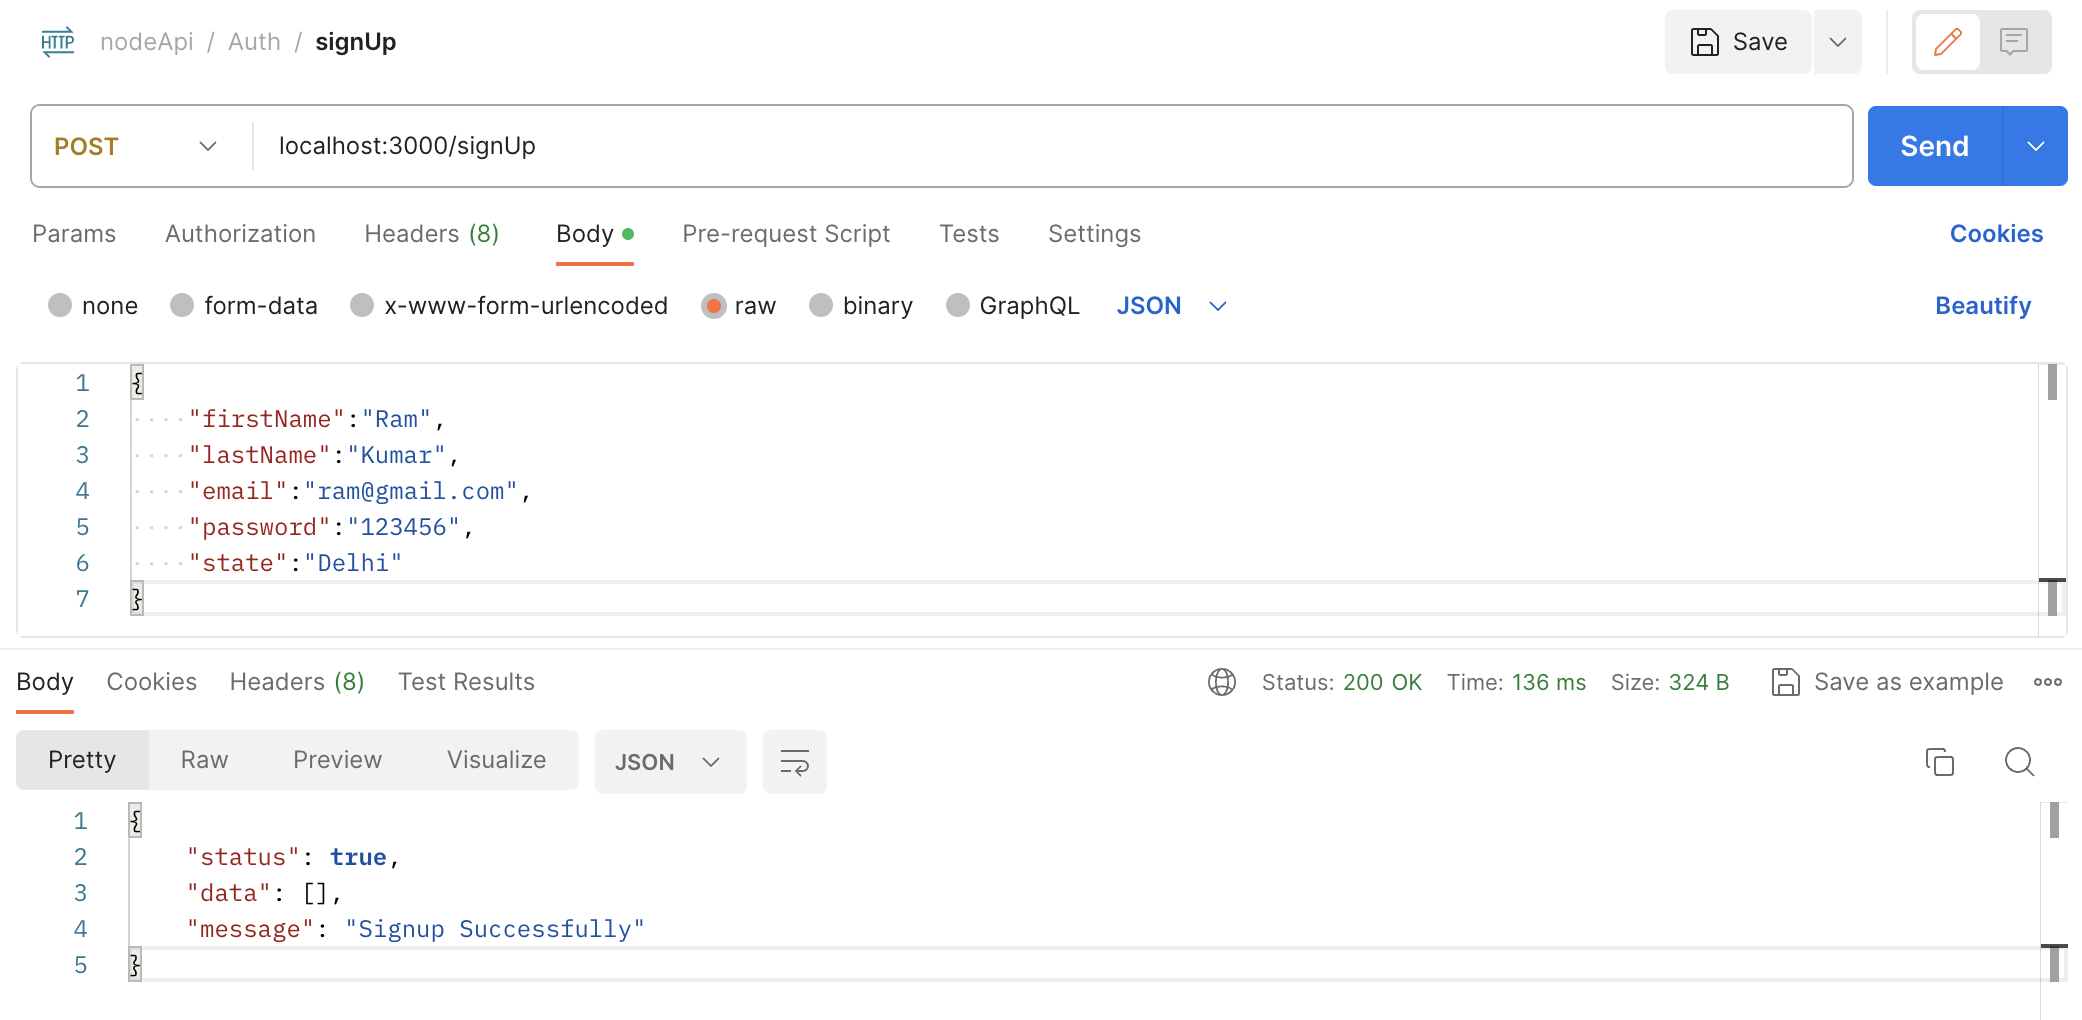 HTTP nodeApi / Auth / signUp Save
POST localhost:3000/signUp Send
Params Authorization Headers (8) Body Pre-request Script Tests Settings Cookies
none form-data x-www-form-urlencoded raw binary GraphQL JSON Beautify
1 {
2 "firstName":"Ram",
3 "lastName":"Kumar",
4 "email":"ram@gmail.com",
5 "password":"123456",
6 "state":"Delhi"
7 }
Body Cookies Headers (8) Test Results Status: 200 OK Time: 136 ms Size: 324 B Save as example
Pretty Raw Preview Visualize JSON
1 {
2 "status": true,
3 "data": [],
4 "message": "Signup Successfully"
5 }